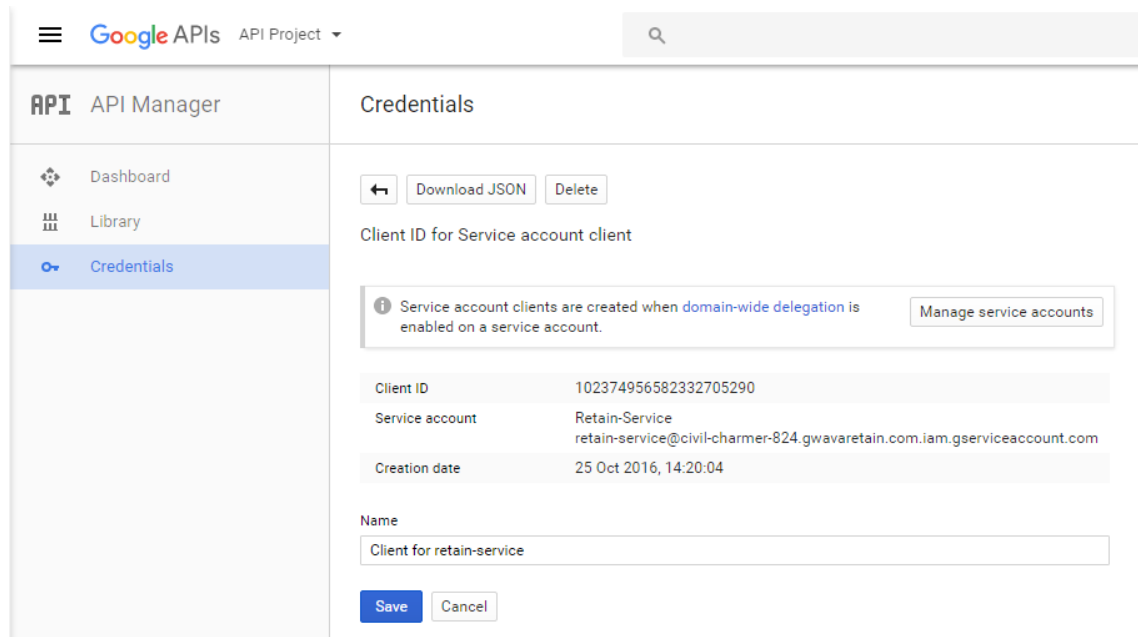 Google APIs API Project
API API Manager
Credentials
Dashboard
Library
Credentials
Download JSON Delete
Client ID for Service account client
Service account clients are created when domain-wide delegation is
enabled on a service account.
Manage service accounts
Client ID 102374956582332705290
Service account Retain-Service
retain-service@civil-charmer-824.gwavaretain.com.iam.gserviceaccount.com
Creation date 25 Oct 2016, 14:20:04
Name
Client for retain-service
Save Cancel